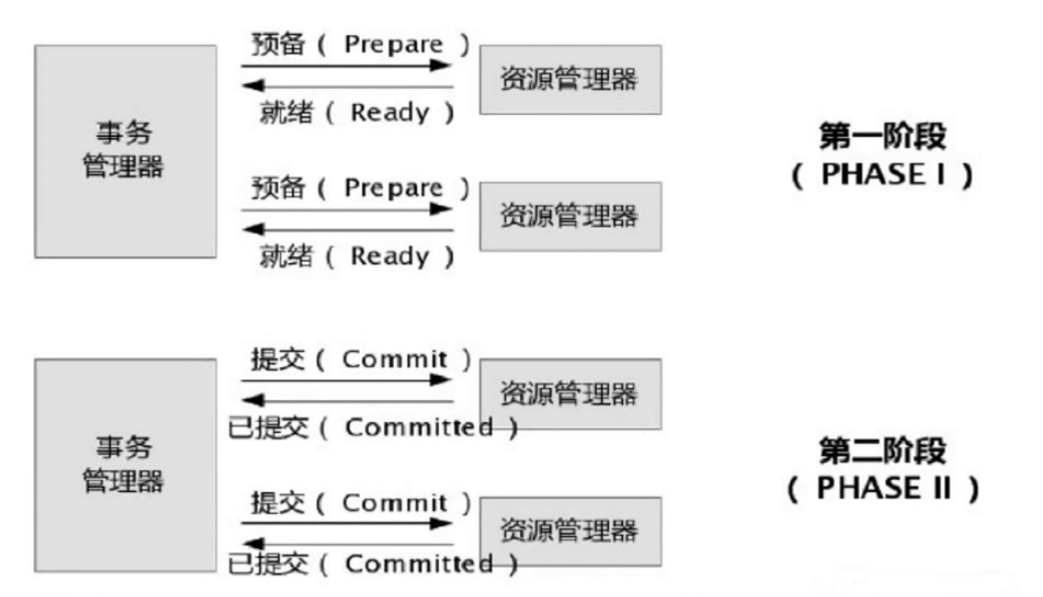 预备 ( Prepare )
事务
管理器
资源管理器
就绪 ( Ready )
第一阶段
( PHASE I )
预备 ( Prepare )
资源管理器
就绪 ( Ready )
提交 ( Commit )
事务
管理器
资源管理器
已提交 ( Committed )
第二阶段
( PHASE II )
提交 ( Commit )
资源管理器
已提交 ( Committed )